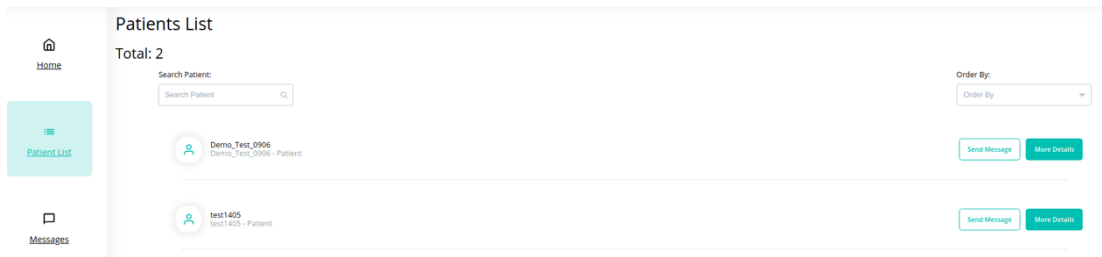 Patients List
Total: 2
Home
Search Patient:
Order By:
Search Patient
Order By
Patient List
Demo_Test_0906
Demo_Test_0906 - Patient
Send Message
More Details
test1405
test1405 - Patient
Send Message
More Details
Messages